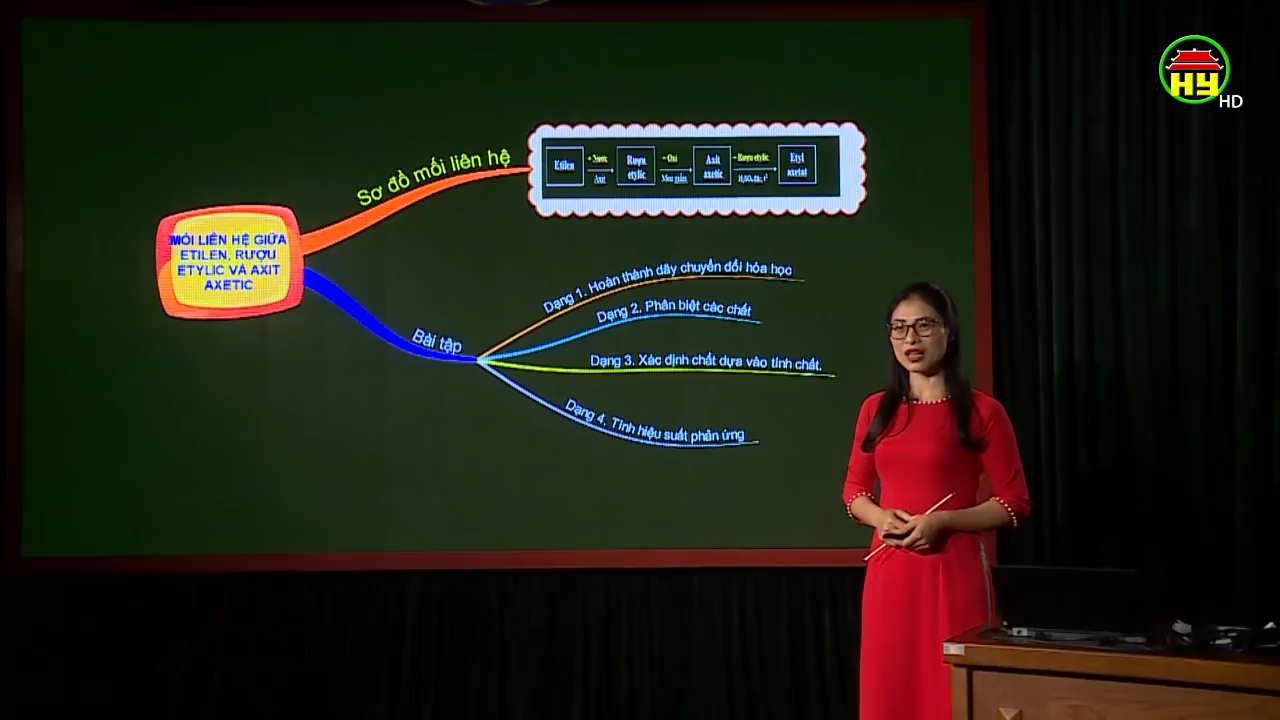 HY
HD
Sơ đồ mối liên hệ
Etilen
+ Nước
Axit
Rượu
etylic
+ Oxi
Men giấm
Axit
axetic
+ Rượu etylic
H₂SO₄ đặc, t°
Etyl
axetat
MỐI LIÊN HỆ GIỮA
ETILEN, RƯỢU
ETYLIC VÀ AXIT
AXETIC
Bài tập
Dạng 1. Hoàn thành dãy chuyển đổi hóa học
Dạng 2. Phân biệt các chất
Dạng 3. Xác định chất dựa vào tính chất.
Dạng 4. Tính hiệu suất phản ứng